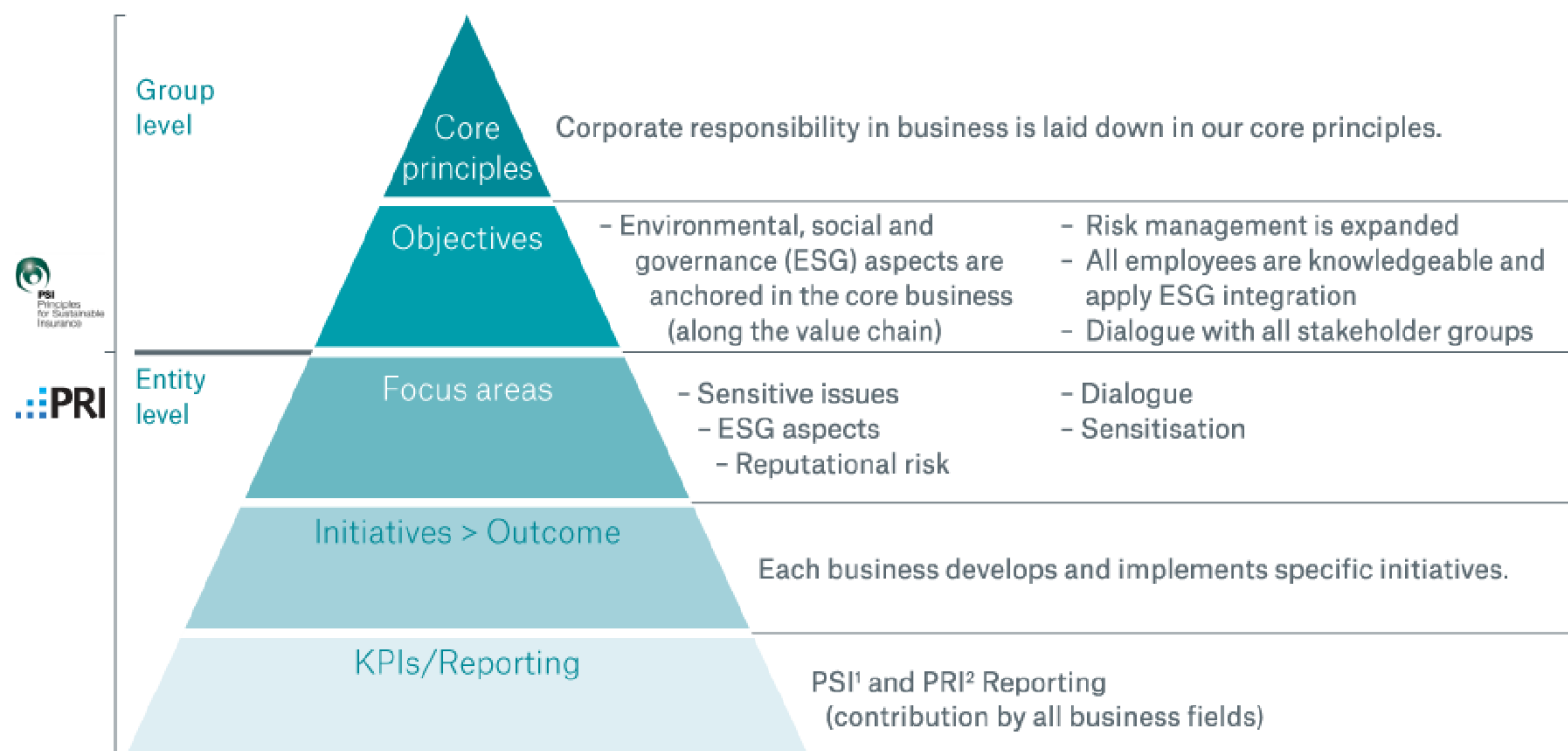 Group
level
Core
principles
Corporate responsibility in business is laid down in our core principles.
Objectives
– Environmental, social and
governance (ESG) aspects are
anchored in the core business
(along the value chain)
– Risk management is expanded
– All employees are knowledgeable and
apply ESG integration
– Dialogue with all stakeholder groups
PSI
Principles
for Sustainable
Insurance
PRI
Entity
level
Focus areas
– Sensitive issues
– ESG aspects
– Reputational risk
– Dialogue
– Sensitisation
Initiatives > Outcome
Each business develops and implements specific initiatives.
KPIs/Reporting
PSI¹ and PRI² Reporting
(contribution by all business fields)